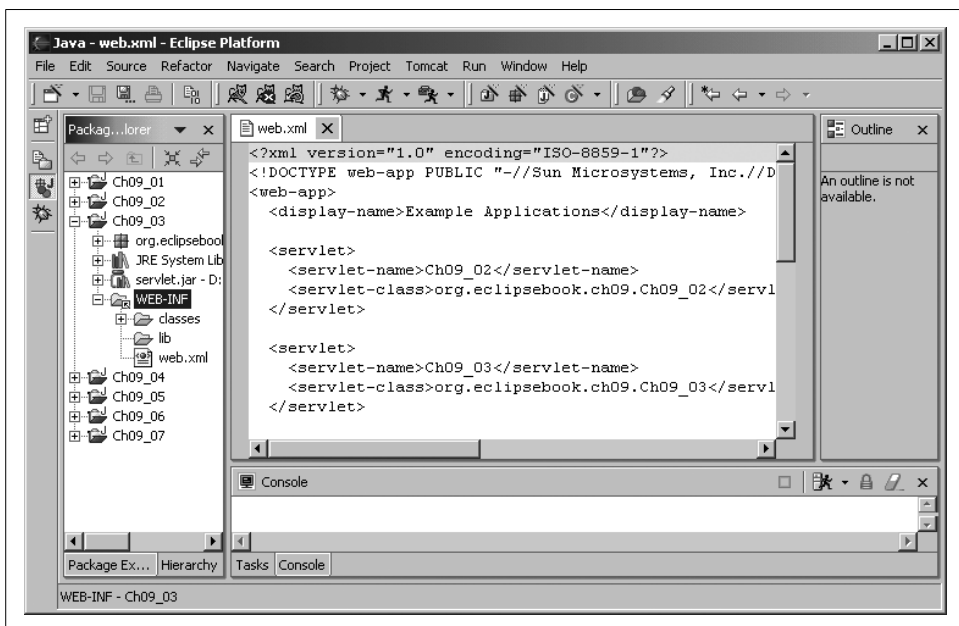 Java - web.xml - Eclipse Platform
File Edit Source Refactor Navigate Search Project Tomcat Run Window Help
Packag...lorer
web.xml
Outline
Ch09_01
Ch09_02
Ch09_03
org.eclipsebool
JRE System Lib
servlet.jar - D:
WEB-INF
classes
lib
web.xml
Ch09_04
Ch09_05
Ch09_06
Ch09_07
<?xml version="1.0" encoding="ISO-8859-1"?>
<!DOCTYPE web-app PUBLIC "-//Sun Microsystems, Inc.//D
<web-app>
<display-name>Example Applications</display-name>
<servlet>
<servlet-name>Ch09_02</servlet-name>
<servlet-class>org.eclipsebook.ch09.Ch09_02</servl
</servlet>
<servlet>
<servlet-name>Ch09_03</servlet-name>
<servlet-class>org.eclipsebook.ch09.Ch09_03</servl
</servlet>
An outline is not
available.
Console
Package Ex... Hierarchy
Tasks Console
WEB-INF - Ch09_03